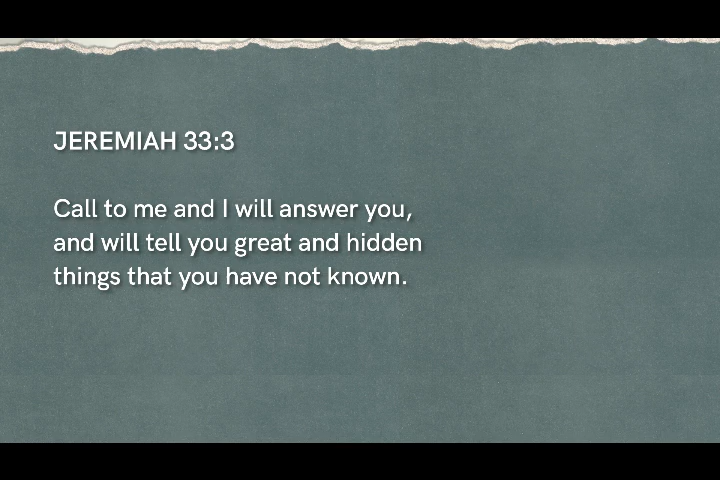 JEREMIAH 33:3
Call to me and I will answer you,
and will tell you great and hidden
things that you have not known.